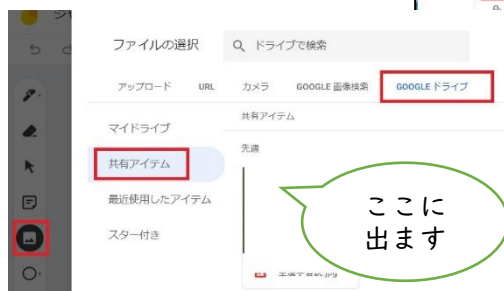 ファイルの選択
ドライブで検索
アップロード URL カメラ GOOGLE 画像検索 GOOGLE ドライブ
マイドライブ
共有アイテム
最近使用したアイテム
スター付き
共有アイテム
先週
ここに
出ます